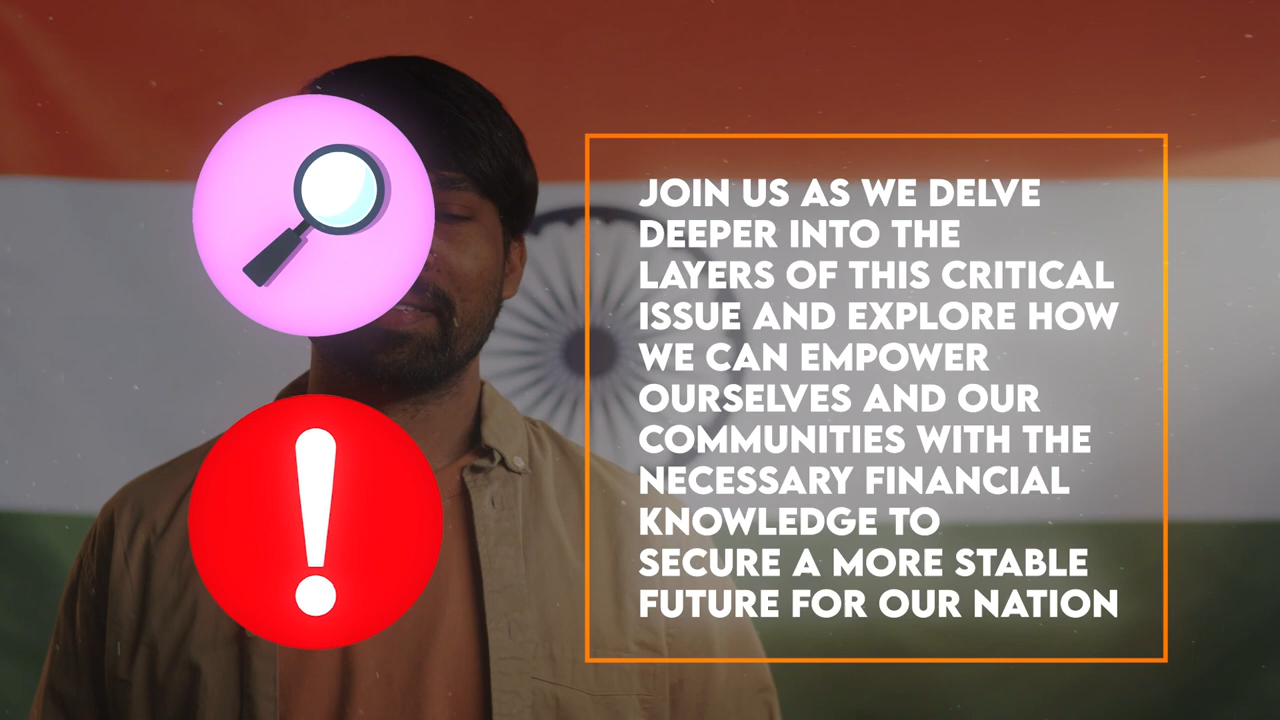 JOIN US AS WE DELVE
DEEPER INTO THE
LAYERS OF THIS CRITICAL
ISSUE AND EXPLORE HOW
WE CAN EMPOWER
OURSELVES AND OUR
COMMUNITIES WITH THE
NECESSARY FINANCIAL
KNOWLEDGE TO
SECURE A MORE STABLE
FUTURE FOR OUR NATION